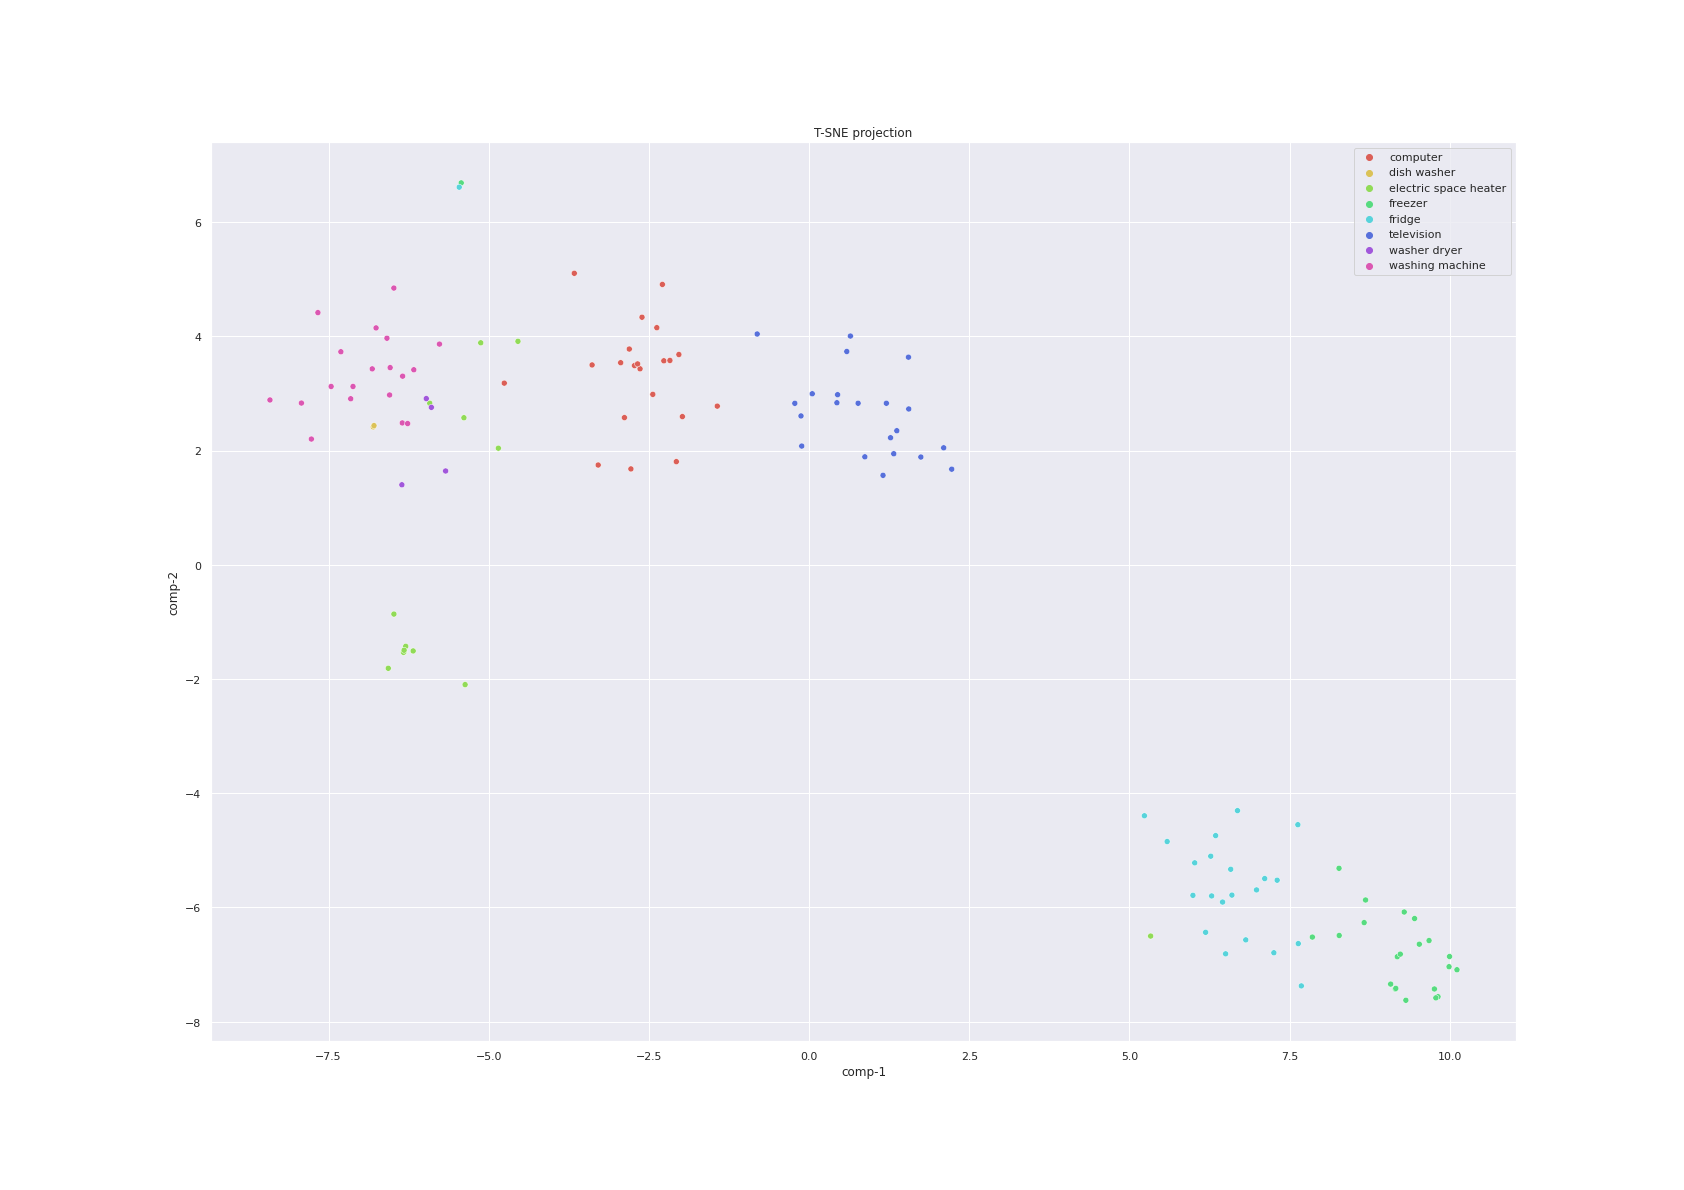 T-SNE projection
computer
dish washer
electric space heater
freezer
fridge
television
washer dryer
washing machine
6
4
2
0
−2
−4
−6
−8
comp-2
−7.5 −5.0 −2.5 0.0 2.5 5.0 7.5 10.0
comp-1